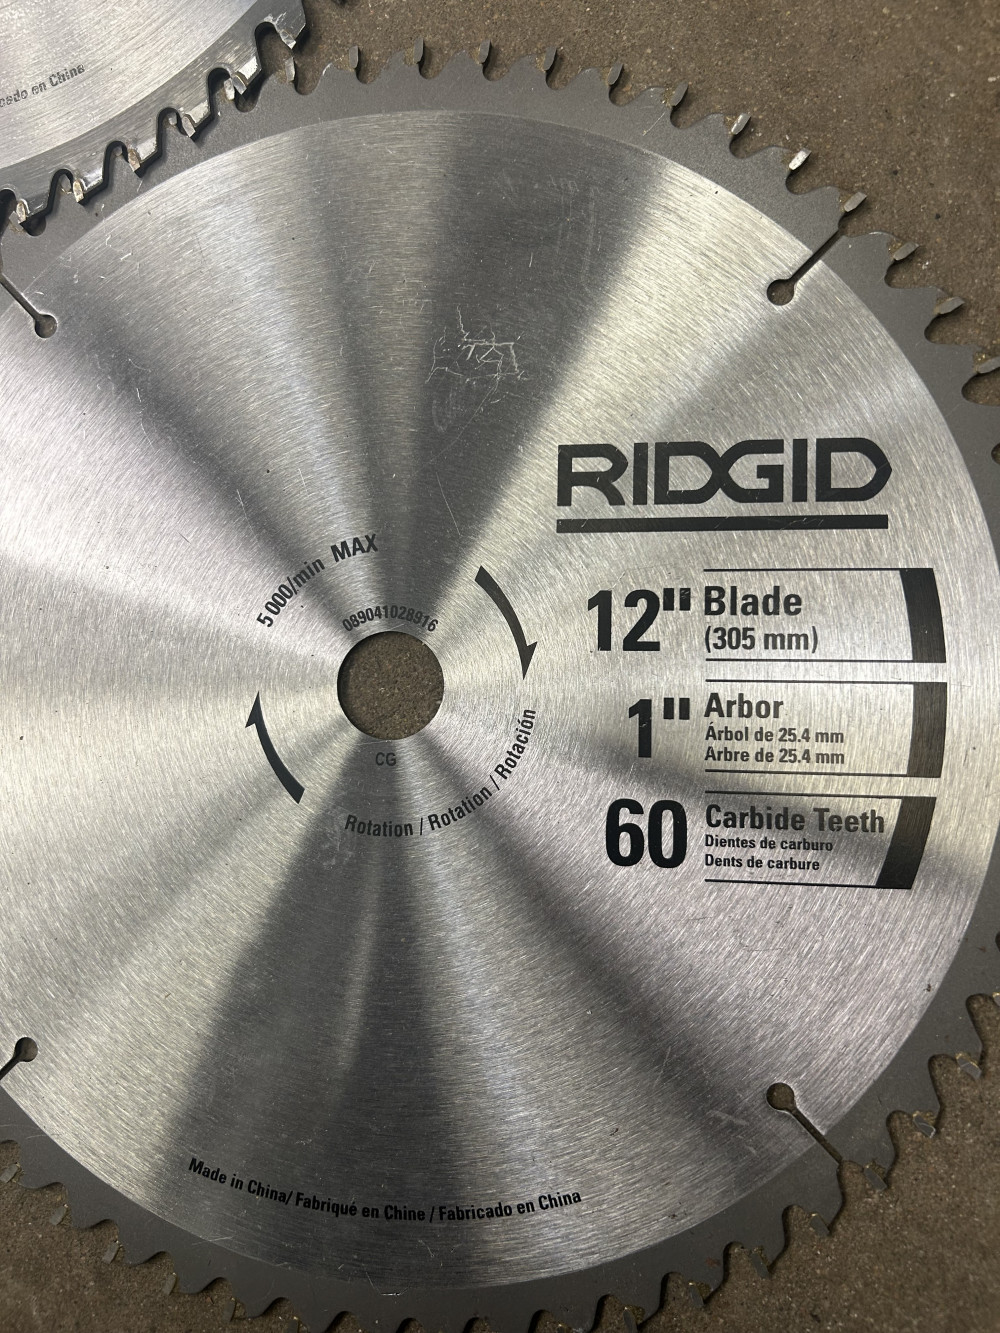 cado en China
RIDGID
5 000/min MAX
089041028916
12" Blade
(305 mm)
1" Arbor
Árbol de 25.4 mm
Arbre de 25.4 mm
CG
Rotation / Rotation / Rotación
60 Carbide Teeth
Dientes de carburo
Dents de carbure
Made in China/ Fabriqué en Chine / Fabricado en China